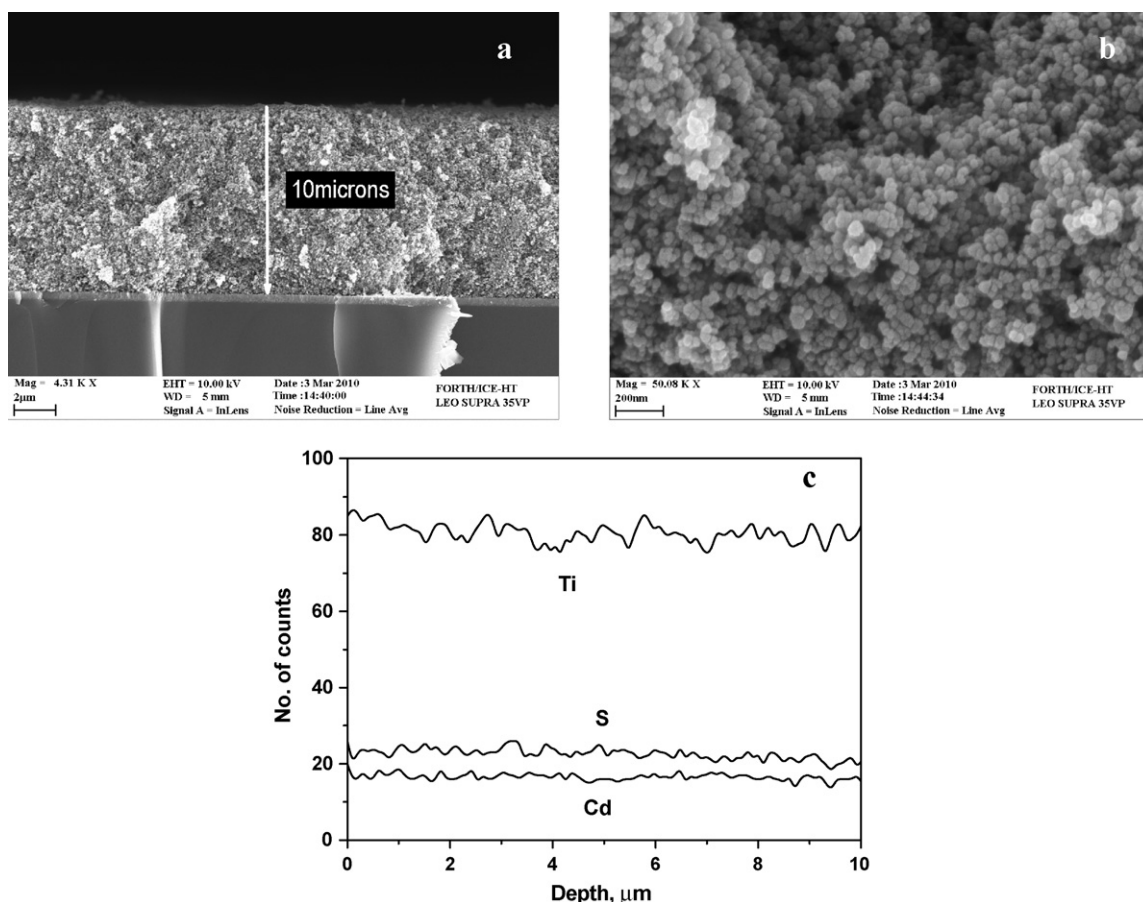 a
10microns
Mag = 4.31 K X
2µm
EHT = 10.00 kV
WD = 5 mm
Signal A = InLens
Date :3 Mar 2010
Time :14:40:00
Noise Reduction = Line Avg
FORTH/ICE-HT
LEO SUPRA 35VP
b
Mag = 50.08 K X
200nm
EHT = 10.00 kV
WD = 5 mm
Signal A = InLens
Date :3 Mar 2010
Time :14:44:34
Noise Reduction = Line Avg
FORTH/ICE-HT
LEO SUPRA 35VP
c
100
80
60
40
20
0
No. of counts
Ti
S
Cd
0 2 4 6 8 10
Depth, µm